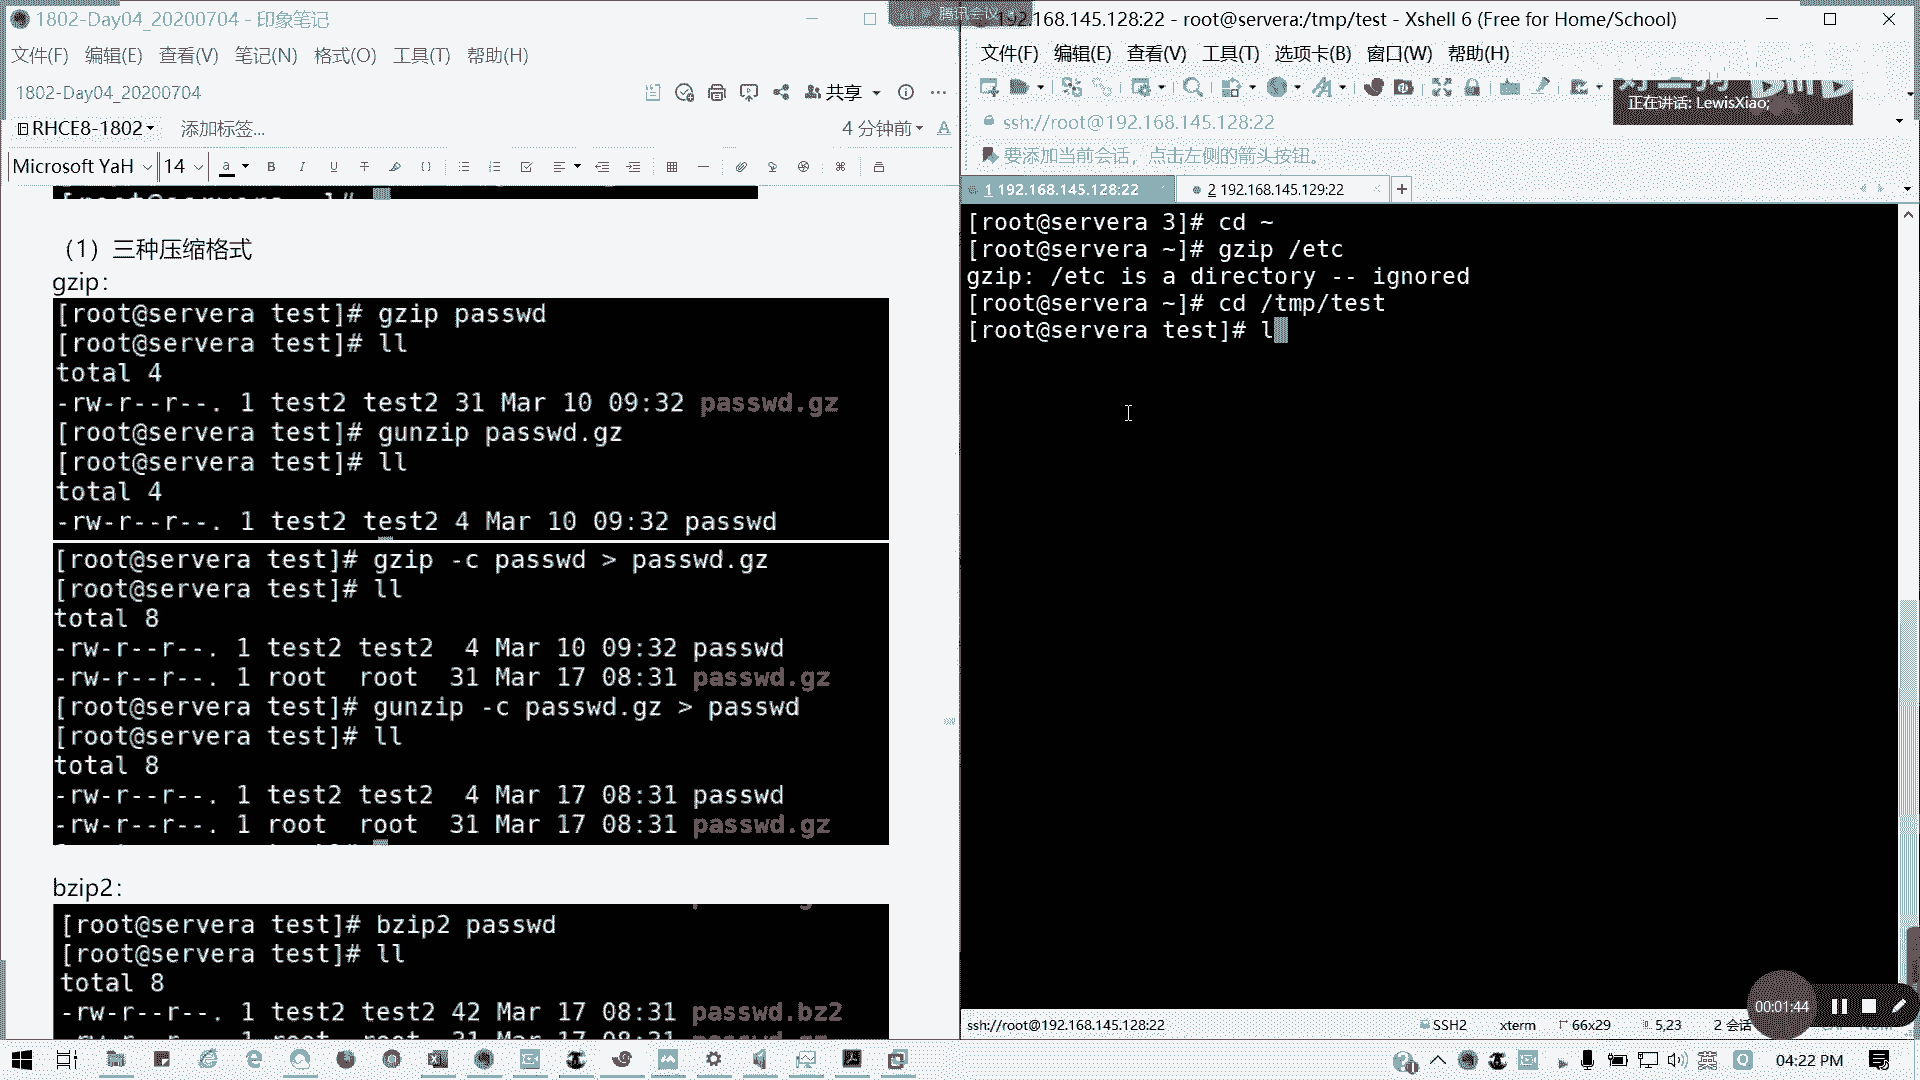 1802-Day04_20200704 - 印象笔记
文件(F) 编辑(E) 查看(V) 笔记(N) 格式(O) 工具(T) 帮助(H)
1802-Day04_20200704
共享
RHCE8-1802 添加标签...
4 分钟前
Microsoft YaH 14
（1）三种压缩格式
gzip：
[root@servera test]# gzip passwd
[root@servera test]# ll
total 4
-rw-r--r--. 1 test2 test2 31 Mar 10 09:32 passwd.gz
[root@servera test]# gunzip passwd.gz
[root@servera test]# ll
total 4
-rw-r--r--. 1 test2 test2 4 Mar 10 09:32 passwd
[root@servera test]# gzip -c passwd > passwd.gz
[root@servera test]# ll
total 8
-rw-r--r--. 1 test2 test2  4 Mar 10 09:32 passwd
-rw-r--r--. 1 root  root  31 Mar 17 08:31 passwd.gz
[root@servera test]# gunzip -c passwd.gz > passwd
[root@servera test]# ll
total 8
-rw-r--r--. 1 test2 test2  4 Mar 17 08:31 passwd
-rw-r--r--. 1 root  root  31 Mar 17 08:31 passwd.gz
bzip2：
[root@servera test]# bzip2 passwd
[root@servera test]# ll
total 8
-rw-r--r--. 1 test2 test2 42 Mar 17 08:31 passwd.bz2
腾讯会议
192.168.145.128:22 - root@servera:/tmp/test - Xshell 6 (Free for Home/School)
文件(F) 编辑(E) 查看(V) 工具(T) 选项卡(B) 窗口(W) 帮助(H)
正在讲话: LewisXiao;
ssh://root@192.168.145.128:22
要添加当前会话，点击左侧的箭头按钮。
1 192.168.145.128:22
2 192.168.145.129:22
[root@servera 3]# cd ~
[root@servera ~]# gzip /etc
gzip: /etc is a directory -- ignored
[root@servera ~]# cd /tmp/test
[root@servera test]# l
00:01:44
ssh://root@192.168.145.128:22
SSH2
xterm
66x29
5,23
2 会话
04:22 PM